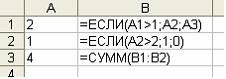 A B
1 2 =ЕСЛИ(A1>1;A2;A3)
2 1 =ЕСЛИ(A2>2;1;0)
3 4 =СУММ(B1:B2)